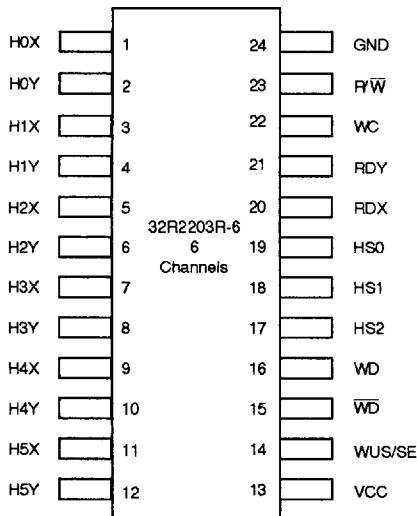 H0X 1 24 GND
H0Y 2 23 R/W̅
H1X 3 22 WC
H1Y 4 21 RDY
H2X 5 20 RDX
32R2203R-6
H2Y 6 6 19 HS0
Channels
H3X 7 18 HS1
H3Y 8 17 HS2
H4X 9 16 WD
H4Y 10 15 W̅D̅
H5X 11 14 WUS/SE
H5Y 12 13 VCC